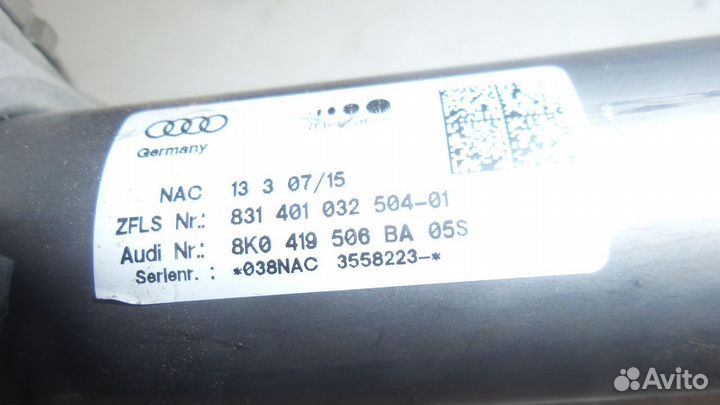 Germany
NAC 13 3 07/15
ZFLS Nr.: 831 401 032 504-01
Audi Nr.: 8K0 419 506 BA 05S
Serienr. : *038NAC 3558223-*
Avito